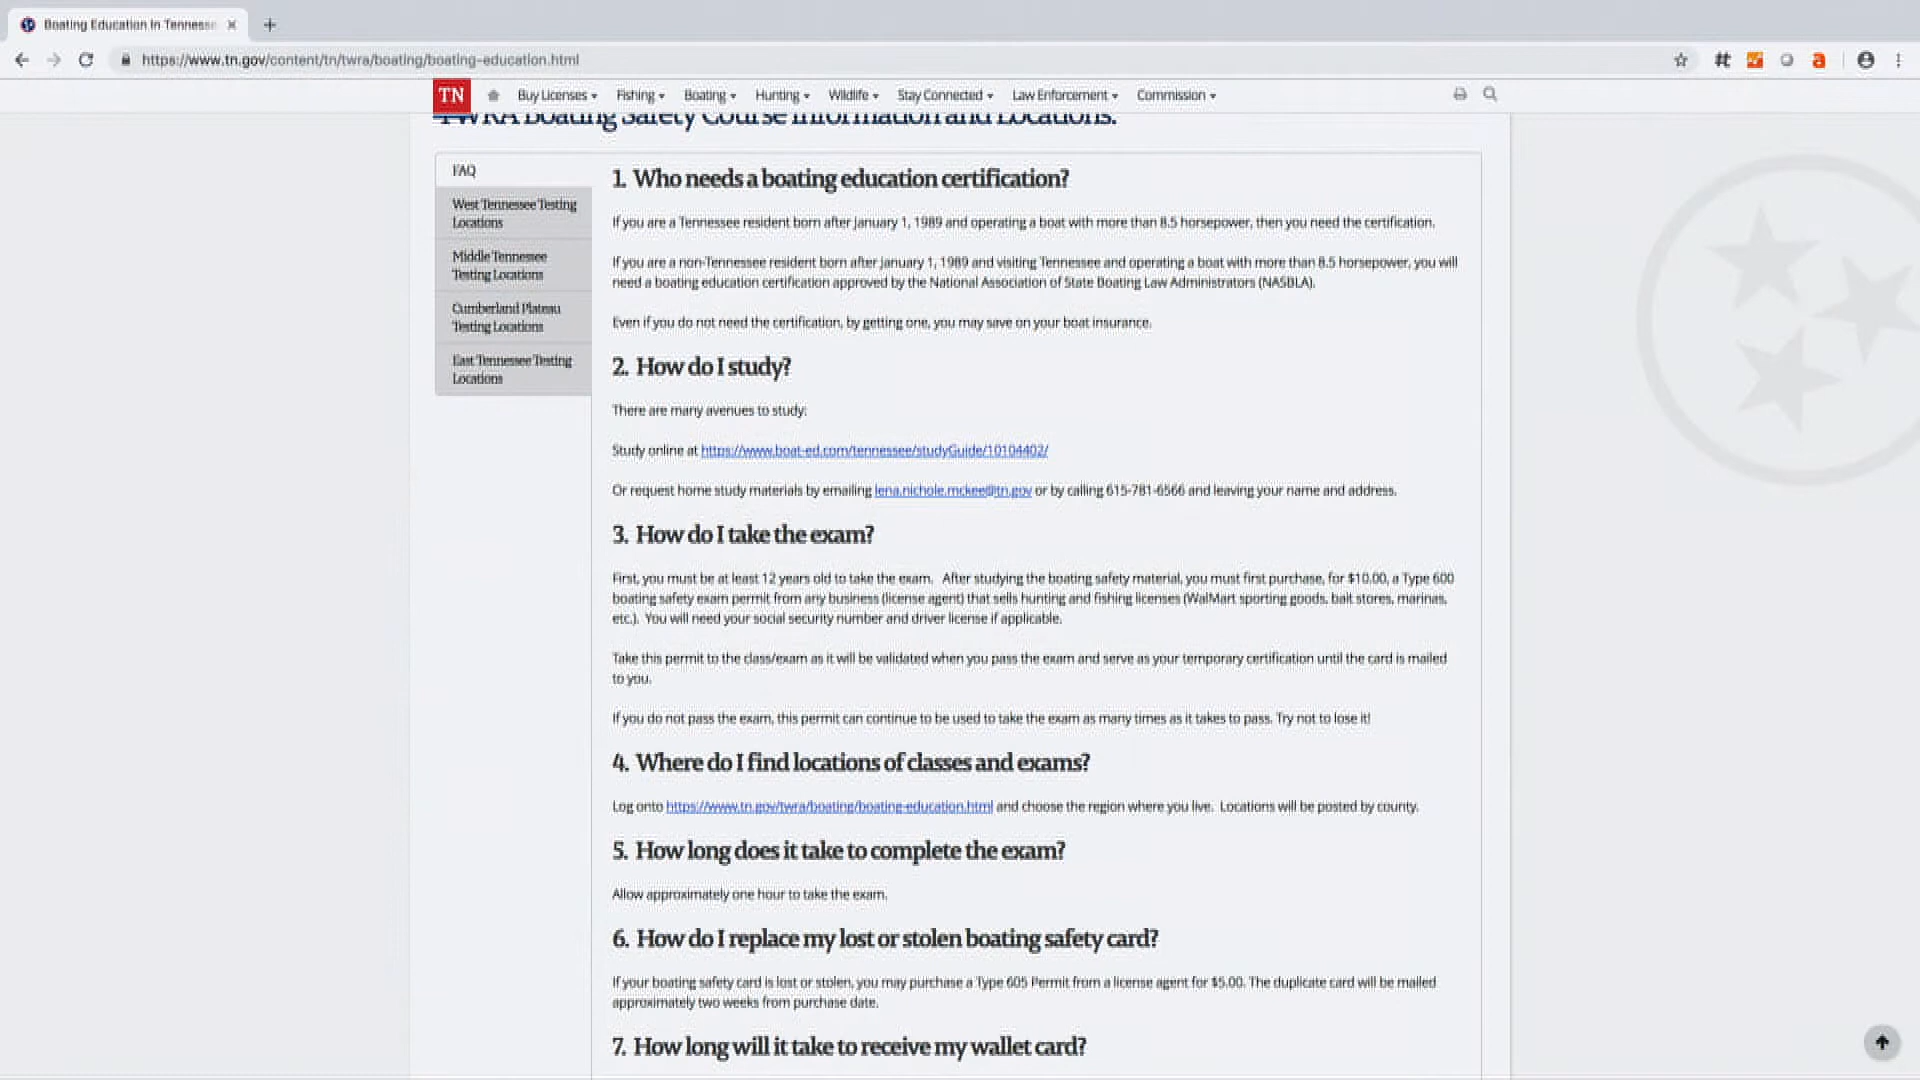 Boating Education in Tennesse
https://www.tn.gov/content/tn/twra/boating/boating-education.html
TN Buy Licenses Fishing Boating Hunting Wildlife Stay Connected Law Enforcement Commission
TWRA Boating Safety Course Information and Locations.
FAQ
West Tennessee Testing
Locations
Middle Tennessee
Testing Locations
Cumberland Plateau
Testing Locations
East Tennessee Testing
Locations
1. Who needs a boating education certification?
If you are a Tennessee resident born after January 1, 1989 and operating a boat with more than 8.5 horsepower, then you need the certification.
If you are a non-Tennessee resident born after January 1, 1989 and visiting Tennessee and operating a boat with more than 8.5 horsepower, you will
need a boating education certification approved by the National Association of State Boating Law Administrators (NASBLA).
Even if you do not need the certification, by getting one, you may save on your boat insurance.
2. How do I study?
There are many avenues to study:
Study online at https://www.boat-ed.com/tennessee/studyGuide/10104402/
Or request home study materials by emailing lena.nichole.mckee@tn.gov or by calling 615-781-6566 and leaving your name and address.
3. How do I take the exam?
First, you must be at least 12 years old to take the exam. After studying the boating safety material, you must first purchase, for $10.00, a Type 600
boating safety exam permit from any business (license agent) that sells hunting and fishing licenses (WalMart sporting goods, bait stores, marinas,
etc.). You will need your social security number and driver license if applicable.
Take this permit to the class/exam as it will be validated when you pass the exam and serve as your temporary certification until the card is mailed
to you.
If you do not pass the exam, this permit can continue to be used to take the exam as many times as it takes to pass. Try not to lose it!
4. Where do I find locations of classes and exams?
Log onto https://www.tn.gov/twra/boating/boating-education.html and choose the region where you live. Locations will be posted by county.
5. How long does it take to complete the exam?
Allow approximately one hour to take the exam.
6. How do I replace my lost or stolen boating safety card?
If your boating safety card is lost or stolen, you may purchase a Type 605 Permit from a license agent for $5.00. The duplicate card will be mailed
approximately two weeks from purchase date.
7. How long will it take to receive my wallet card?